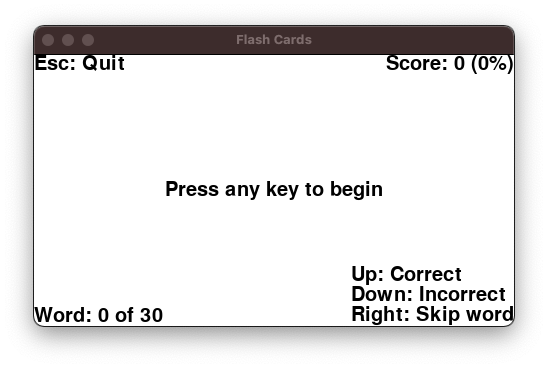 Flash Cards
Esc: Quit
Score: 0 (0%)
Press any key to begin
Up: Correct
Down: Incorrect
Right: Skip word
Word: 0 of 30